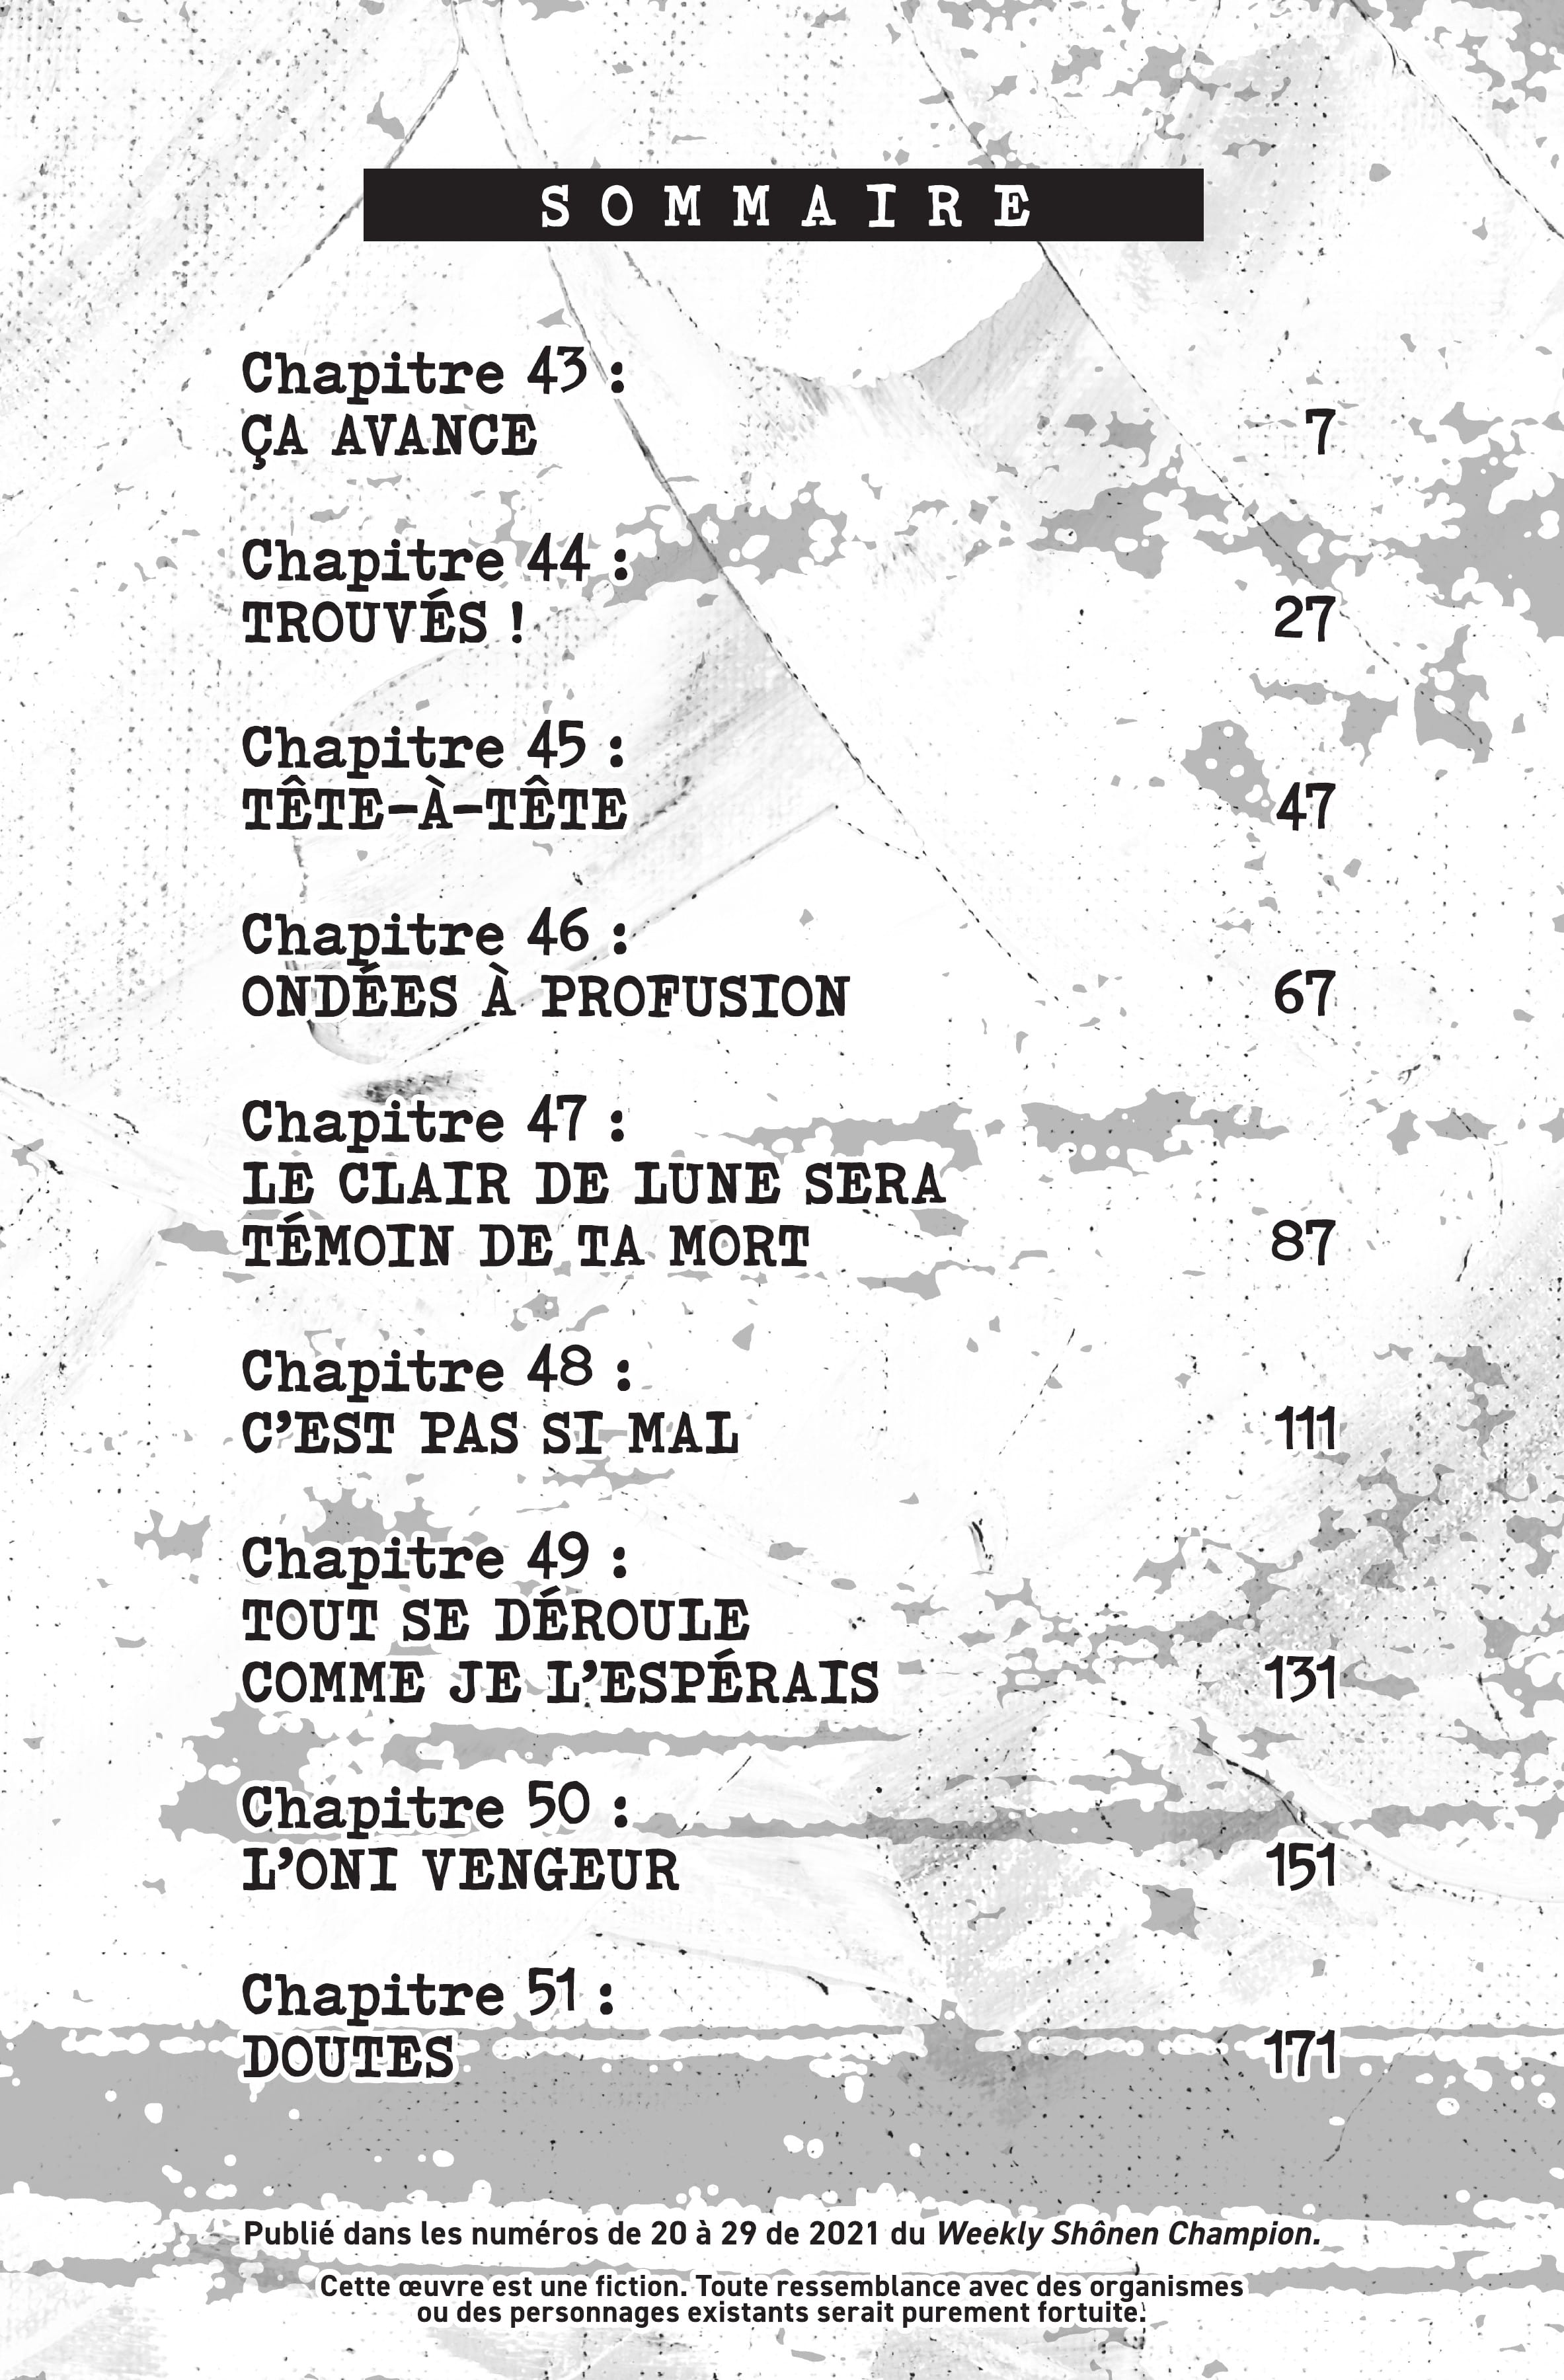 SOMMAIRE
Chapitre 43 :
ÇA AVANCE 7
Chapitre 44 :
TROUVÉS ! 27
Chapitre 45 :
TÊTE-À-TÊTE 47
Chapitre 46 :
ONDÉES À PROFUSION 67
Chapitre 47 :
LE CLAIR DE LUNE SERA
TÉMOIN DE TA MORT 87
Chapitre 48 :
C’EST PAS SI MAL 111
Chapitre 49 :
TOUT SE DÉROULE
COMME JE L’ESPÉRAIS 131
Chapitre 50 :
L’ONI VENGEUR 151
Chapitre 51 :
DOUTES 171
Publié dans les numéros de 20 à 29 de 2021 du Weekly Shônen Champion.
Cette œuvre est une fiction. Toute ressemblance avec des organismes
ou des personnages existants serait purement fortuite.